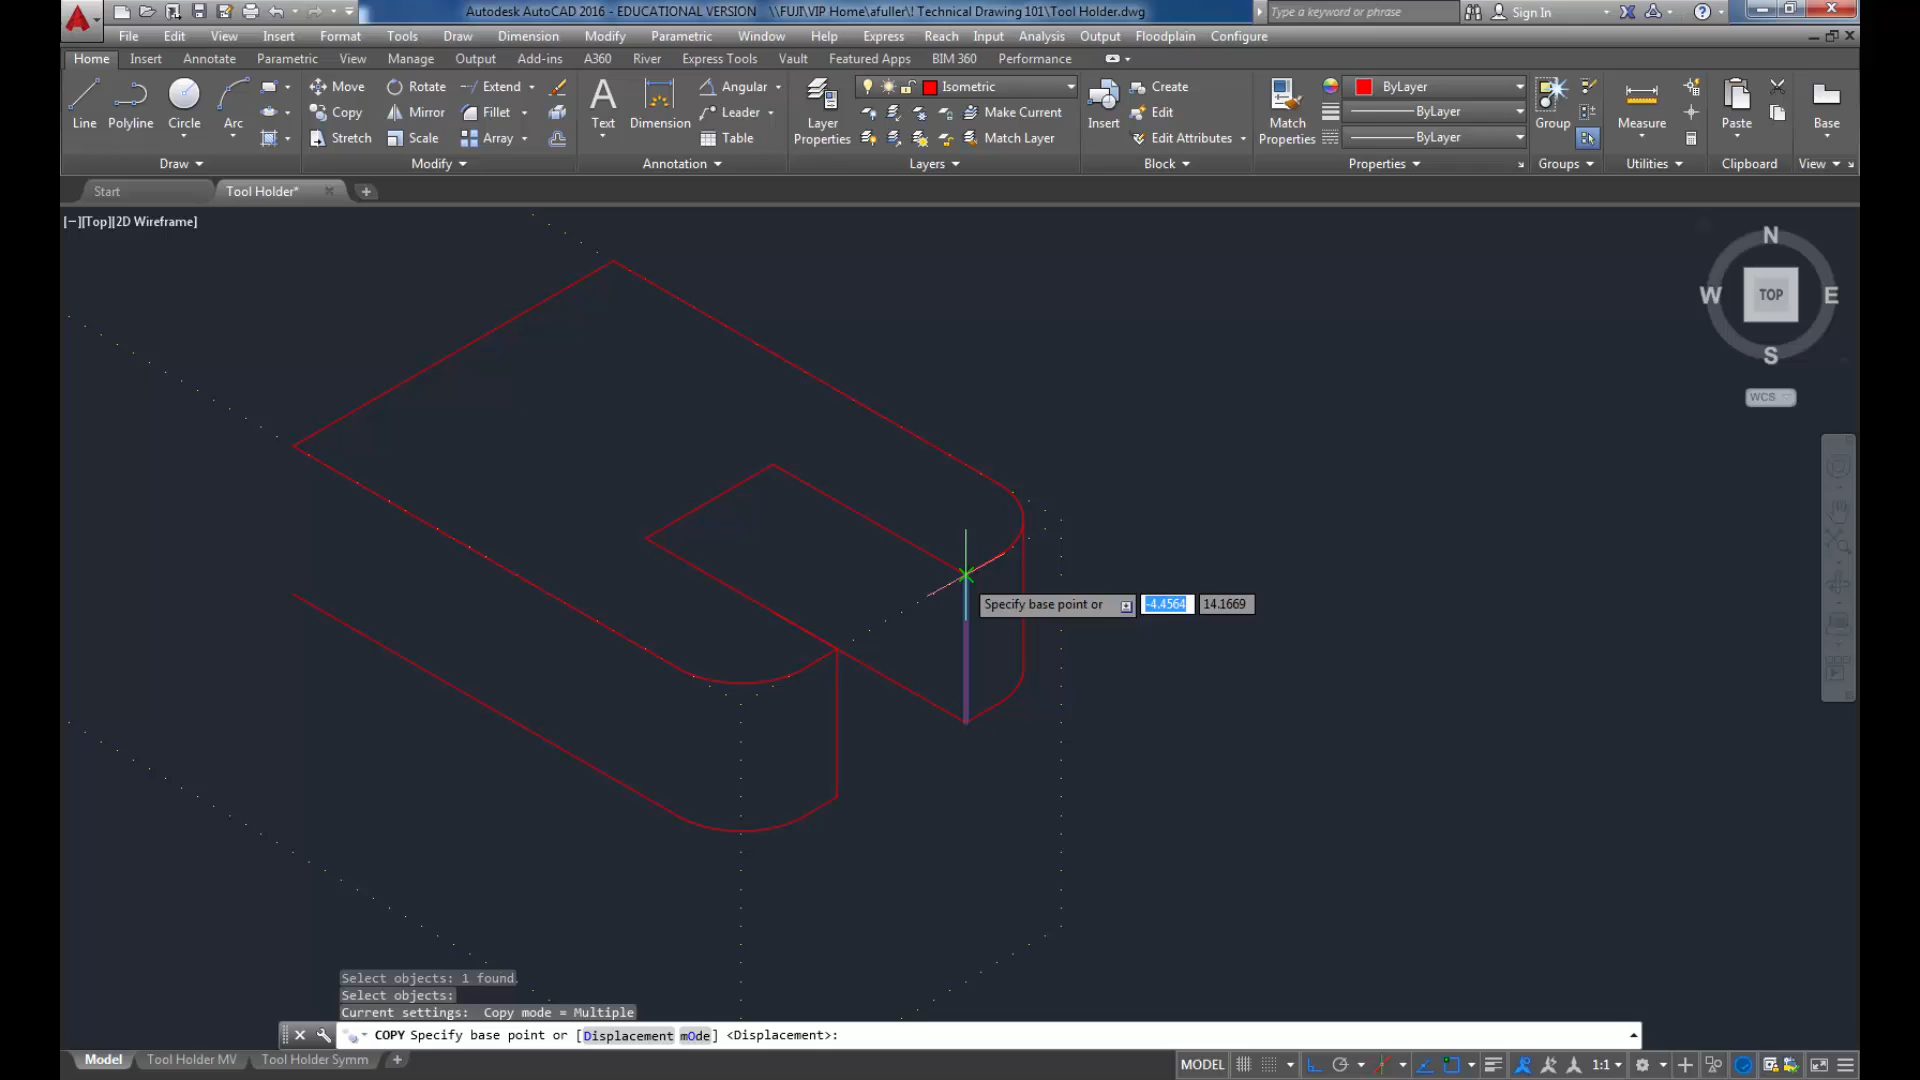 Autodesk AutoCAD 2016 - EDUCATIONAL VERSION \\FUJI\VIP Home\afuller\! Technical Drawing 101\Tool Holder.dwg
Type a keyword or phrase
Sign In
File Edit View Insert Format Tools Draw Dimension Modify Parametric Window Help Express Reach Input Analysis Output Floodplain Configure
Home Insert Annotate Parametric View Manage Output Add-ins A360 River Express Tools Vault Featured Apps BIM 360 Performance
Line Polyline Circle Arc
Move Rotate Extend
Copy Mirror Fillet
Stretch Scale Array
Text Dimension
Angular
Leader
Table
Layer Properties
Isometric
Make Current
Match Layer
Insert
Create
Edit
Edit Attributes
Match Properties
ByLayer
ByLayer
ByLayer
Group
Measure
Paste
Base
Draw Modify Annotation Layers Block Properties Groups Utilities Clipboard View
Start Tool Holder*
[−][Top][2D Wireframe]
N
W TOP E
S
WCS
Specify base point or -4.4564 14.1669
Select objects: 1 found
Select objects:
Current settings: Copy mode = Multiple
COPY Specify base point or [Displacement mOde] <Displacement>:
Model Tool Holder MV Tool Holder Symm
MODEL 1:1